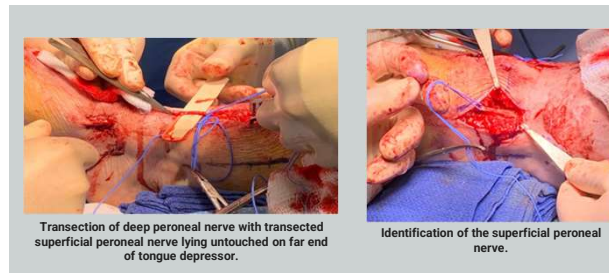 Transection of deep peroneal nerve with transected
superficial peroneal nerve lying untouched on far end
of tongue depressor.
Identification of the superficial peroneal
nerve.